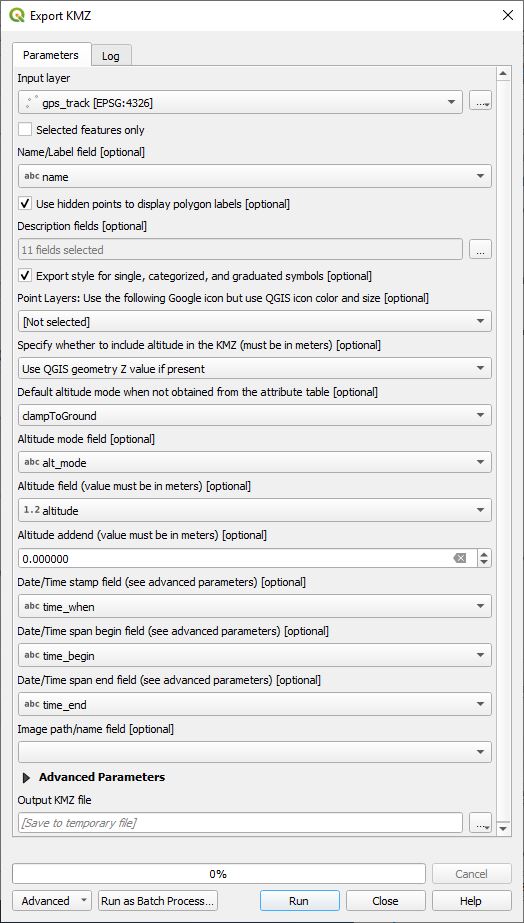 Export KMZ
Parameters
Log
Input layer
gps_track [EPSG:4326]
...
Selected features only
Name/Label field [optional]
abc name
Use hidden points to display polygon labels [optional]
Description fields [optional]
11 fields selected
...
Export style for single, categorized, and graduated symbols [optional]
Point Layers: Use the following Google icon but use QGIS icon color and size [optional]
[Not selected]
Specify whether to include altitude in the KMZ (must be in meters) [optional]
Use QGIS geometry Z value if present
Default altitude mode when not obtained from the attribute table [optional]
clampToGround
Altitude mode field [optional]
abc alt_mode
Altitude field (value must be in meters) [optional]
1.2 altitude
Altitude addend (value must be in meters) [optional]
0.000000
Date/Time stamp field (see advanced parameters) [optional]
abc time_when
Date/Time span begin field (see advanced parameters) [optional]
abc time_begin
Date/Time span end field (see advanced parameters) [optional]
abc time_end
Image path/name field [optional]
Advanced Parameters
Output KMZ file
[Save to temporary file]
...
0%
Cancel
Advanced
Run as Batch Process...
Run
Close
Help